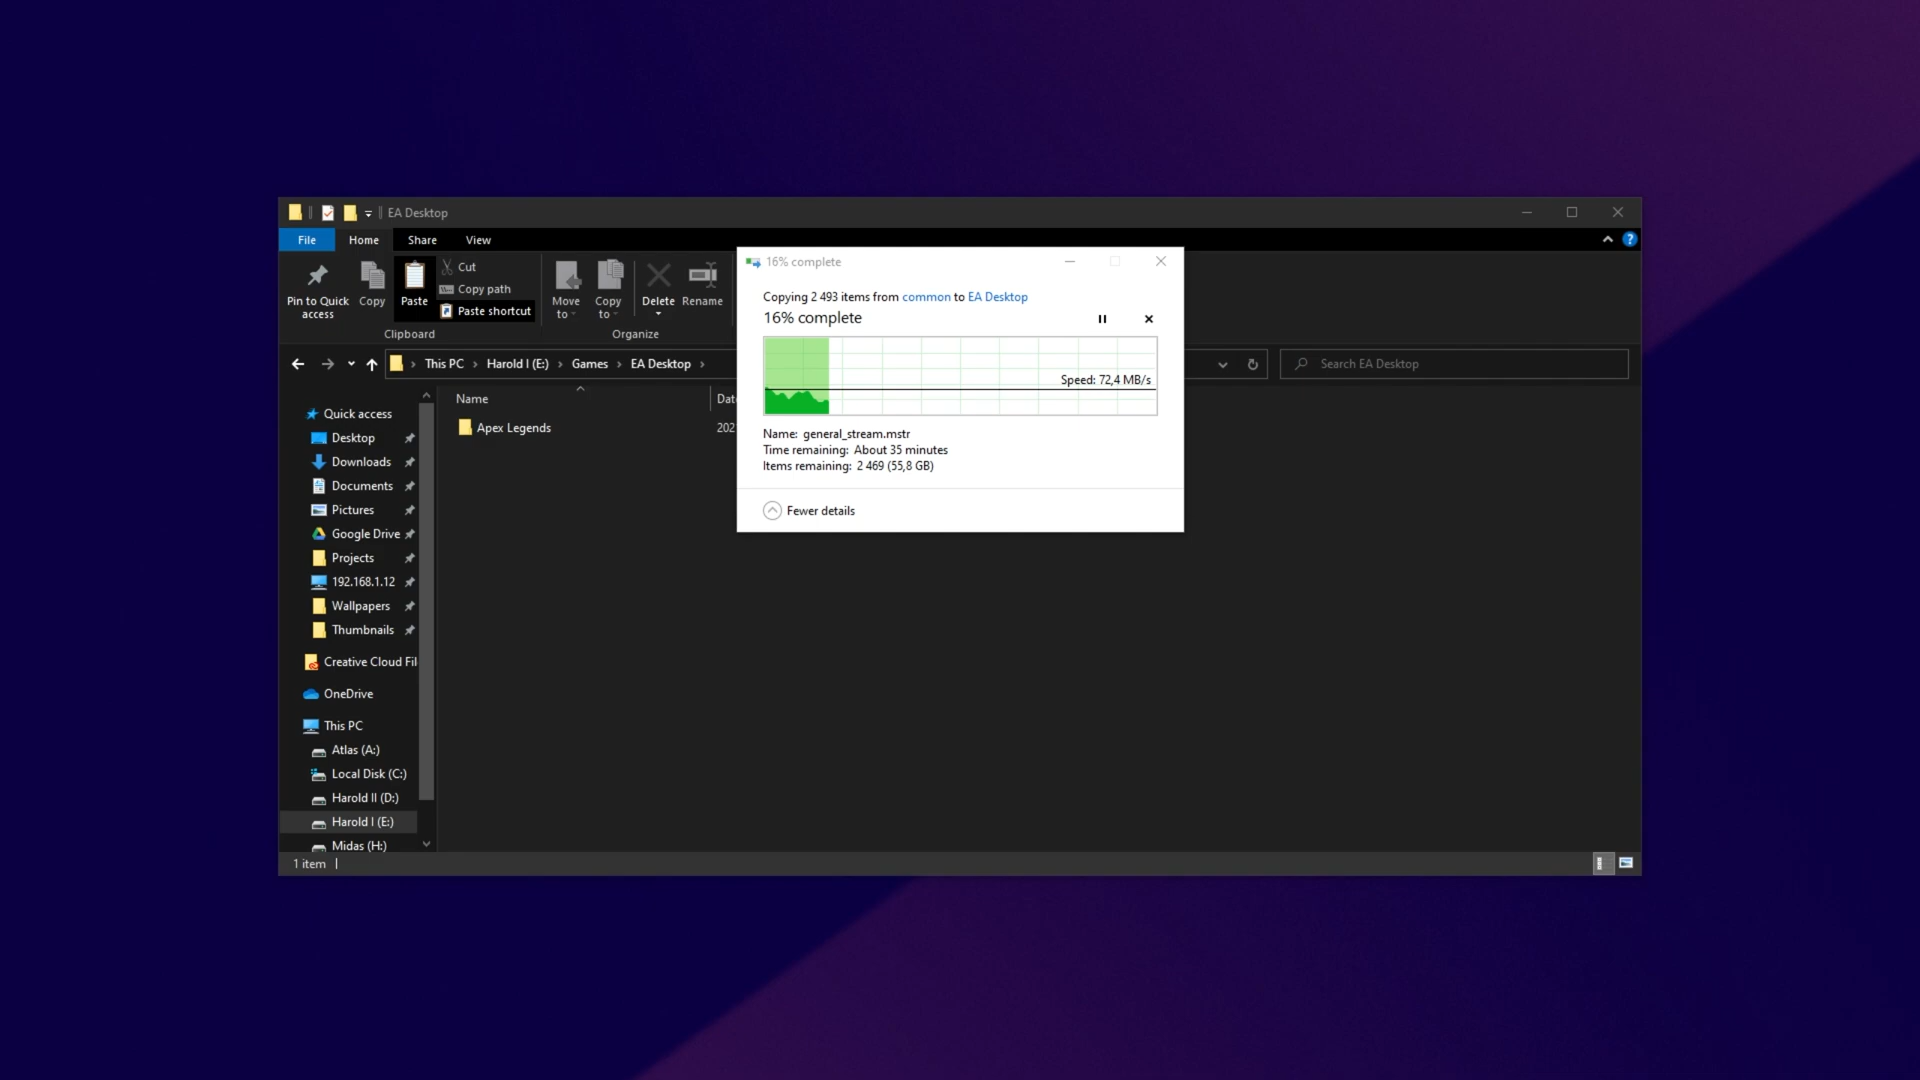 EA Desktop
File Home Share View
Pin to Quick access
Copy
Paste
Cut
Copy path
Paste shortcut
Move to
Copy to
Delete
Rename
Clipboard
Organize
This PC > Harold I (E:) > Games > EA Desktop >
Search EA Desktop
Quick access
Desktop
Downloads
Documents
Pictures
Google Drive
Projects
192.168.1.12
Wallpapers
Thumbnails
Creative Cloud Fil
OneDrive
This PC
Atlas (A:)
Local Disk (C:)
Harold II (D:)
Harold I (E:)
Midas (H:)
Name Dat
Apex Legends 202
1 item
16% complete
Copying 2 493 items from common to EA Desktop
16% complete
Speed: 72,4 MB/s
Name: general_stream.mstr
Time remaining: About 35 minutes
Items remaining: 2 469 (55,8 GB)
Fewer details